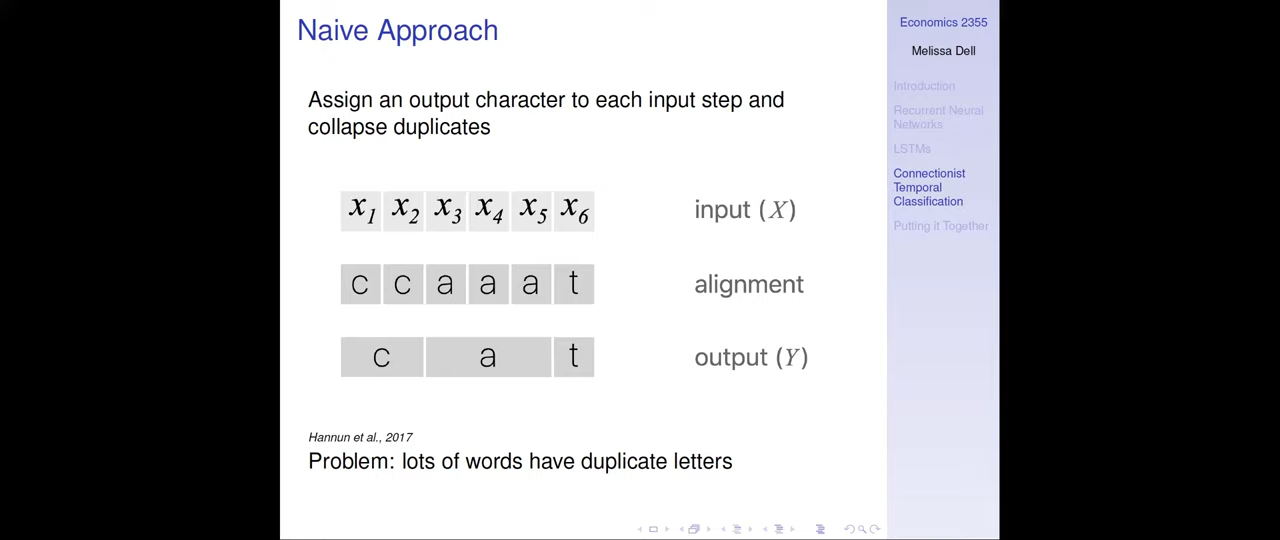 Naive Approach
Economics 2355
Melissa Dell
Introduction
Recurrent Neural
Networks
LSTMs
Connectionist
Temporal
Classification
Putting it Together
Assign an output character to each input step and
collapse duplicates
x1 x2 x3 x4 x5 x6 input (X)
c c a a a t alignment
c a t output (Y)
Hannun et al., 2017
Problem: lots of words have duplicate letters